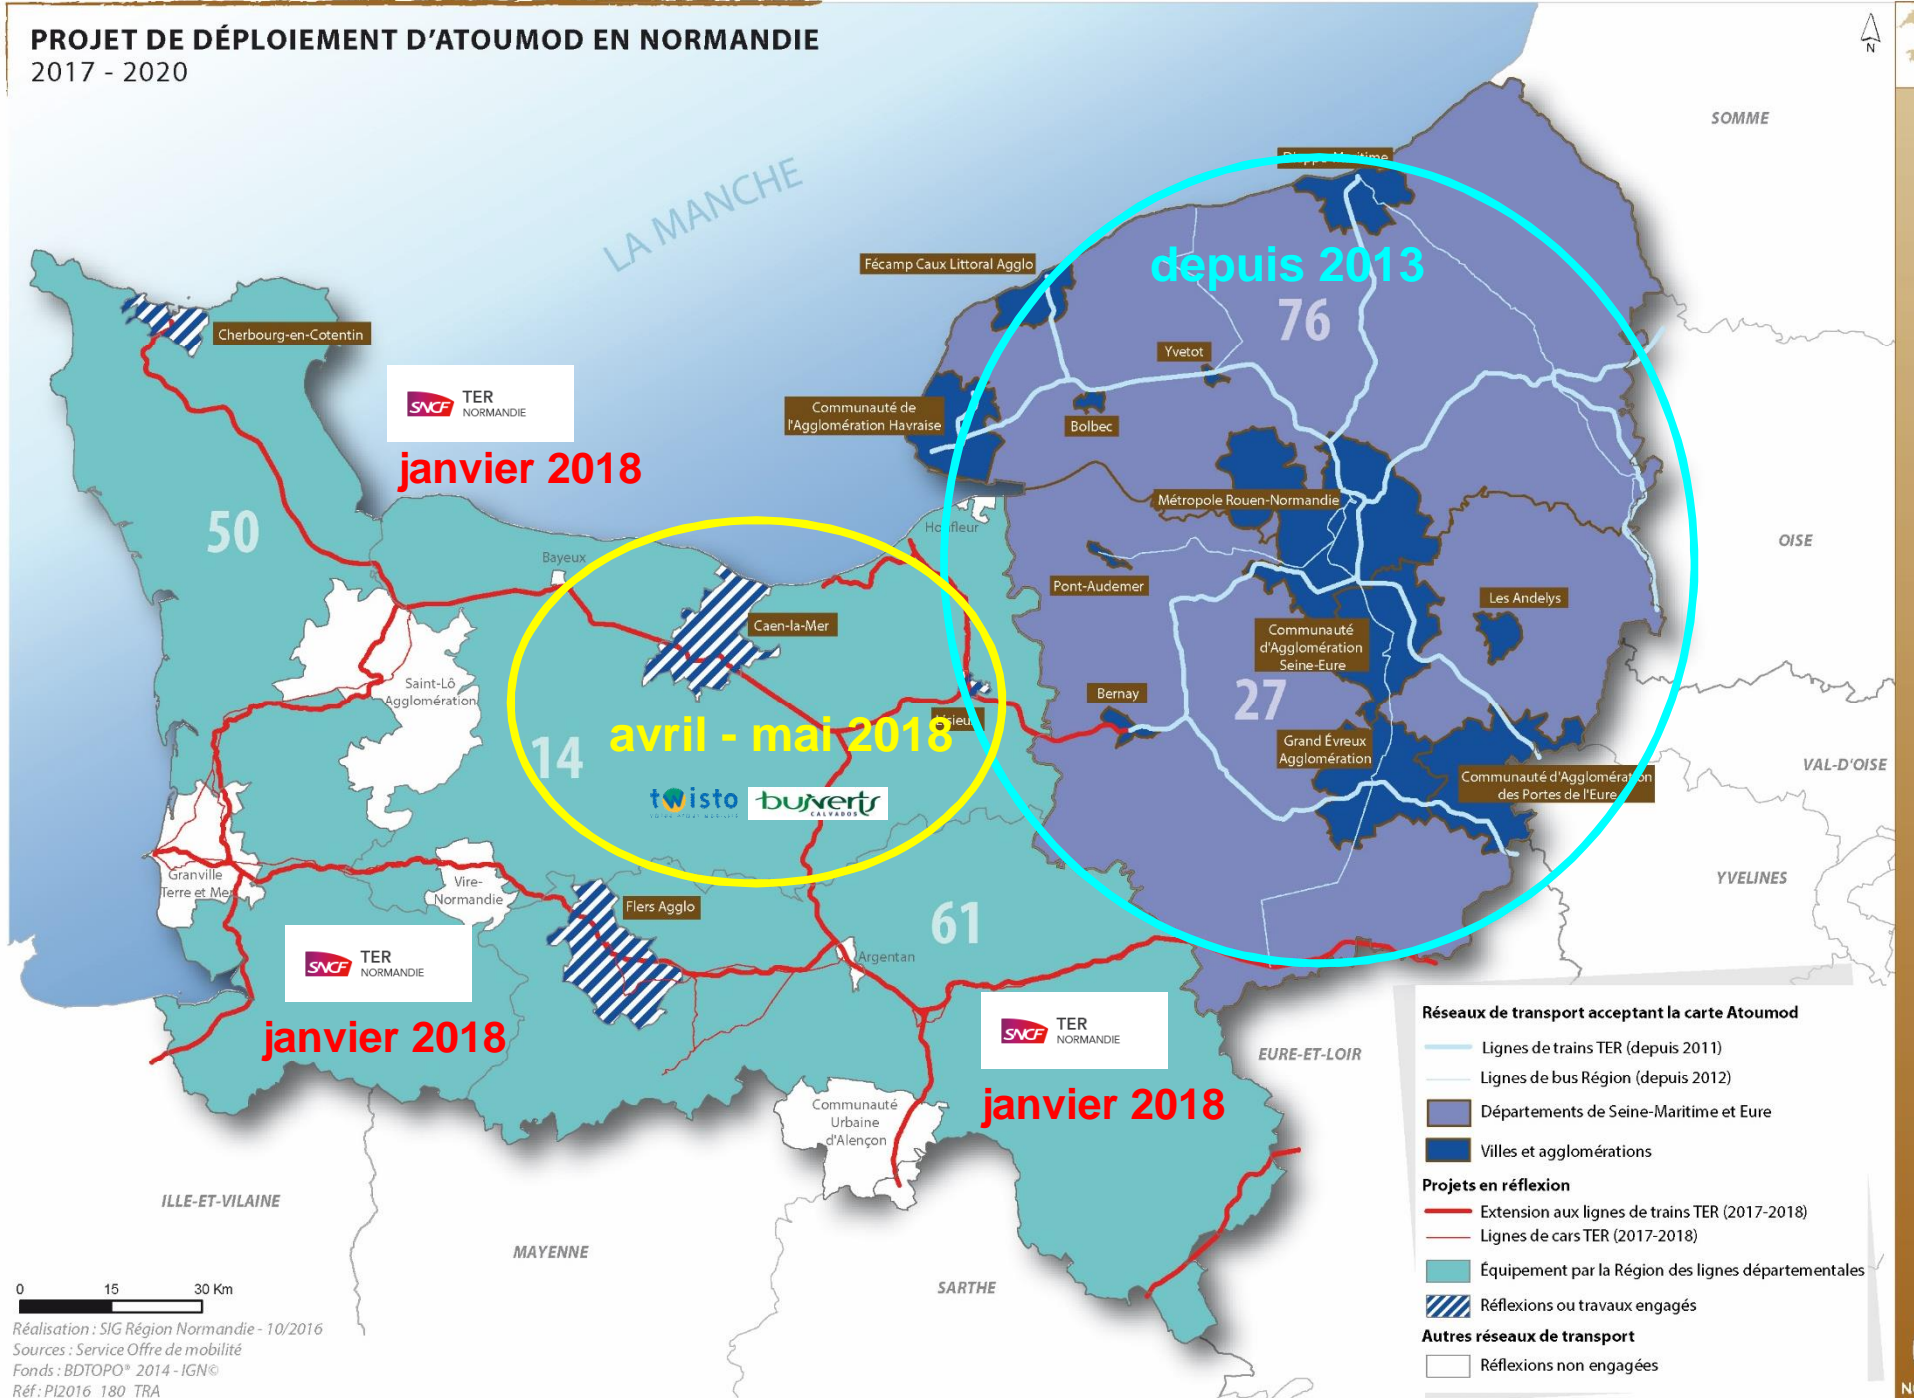 PROJET DE DÉPLOIEMENT D'ATOUMOD EN NORMANDIE
2017 - 2020
N
SOMME
LA MANCHE
Dieppe-Maritime
depuis 2013
Fécamp Caux Littoral Agglo
76
Cherbourg-en-Cotentin
Yvetot
SNCF TER
NORMANDIE
janvier 2018
Communauté de
l'Agglomération Havraise
Bolbec
Métropole Rouen-Normandie
50
Honfleur
OISE
Bayeux
Pont-Audemer
Les Andelys
Caen-la-Mer
Communauté
d'Agglomération
Seine-Eure
Saint-Lô
Agglomération
Bernay
27
Lisieux
avril - mai 2018
14
Grand Évreux
Agglomération
VAL-D'OISE
Communauté d'Agglomération
des Portes de l'Eure
twisto
busverts
CALVADOS
Granville
Terre et Mer
Vire-
Normandie
YVELINES
Flers Agglo
61
SNCF TER
NORMANDIE
janvier 2018
Argentan
SNCF TER
NORMANDIE
janvier 2018
EURE-ET-LOIR
Communauté
Urbaine
d'Alençon
ILLE-ET-VILAINE
MAYENNE
SARTHE
Réseaux de transport acceptant la carte Atoumod
Lignes de trains TER (depuis 2011)
Lignes de bus Région (depuis 2012)
Départements de Seine-Maritime et Eure
Villes et agglomérations
Projets en réflexion
Extension aux lignes de trains TER (2017-2018)
Lignes de cars TER (2017-2018)
Équipement par la Région des lignes départementales
Réflexions ou travaux engagés
Autres réseaux de transport
Réflexions non engagées
0 15 30 Km
Réalisation : SIG Région Normandie - 10/2016
Sources : Service Offre de mobilité
Fonds : BDTOPO® 2014 - IGN©
Réf : PI2016_180_TRA